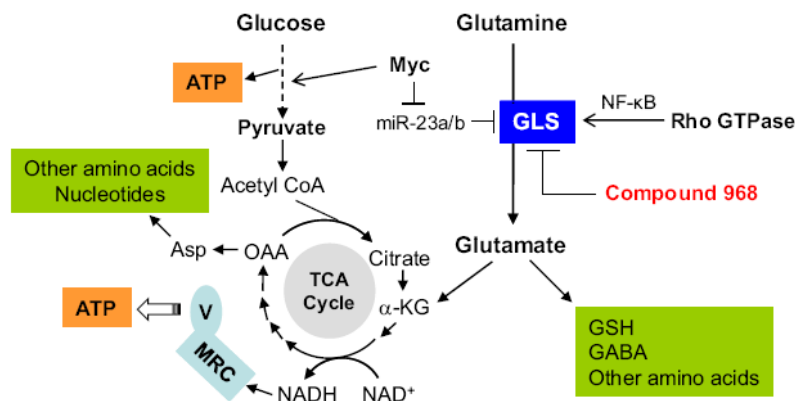 Glucose
Glutamine
ATP
Myc
NF-κB
miR-23a/b
GLS
Rho GTPase
Pyruvate
Other amino acids
Nucleotides
Acetyl CoA
Compound 968
Asp
OAA
Citrate
Glutamate
TCA
Cycle
ATP
V
α-KG
MRC
GSH
GABA
Other amino acids
NADH
NAD⁺